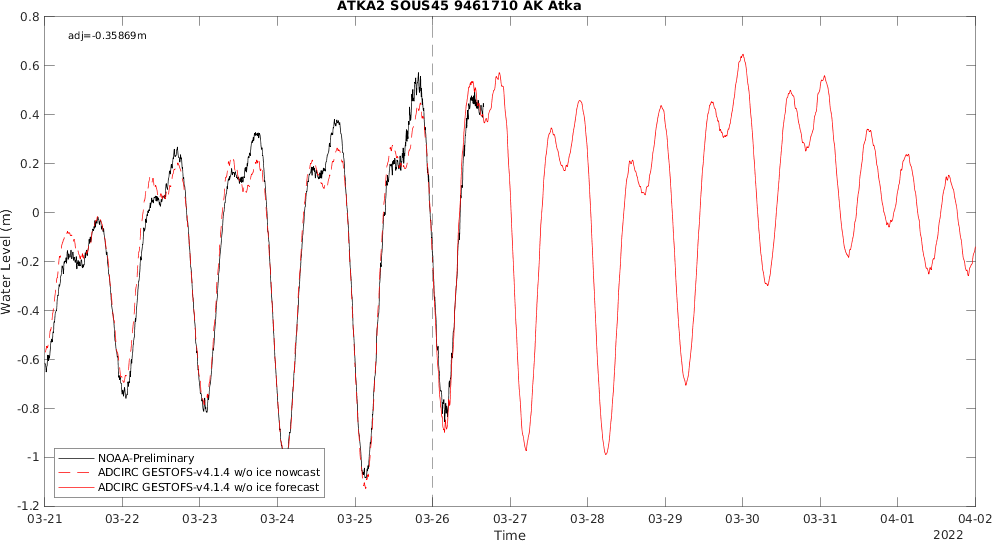 ATKA2 SOUS45 9461710 AK Atka
adj=-0.35869m
0.8
0.6
0.4
0.2
0
-0.2
-0.4
-0.6
-0.8
-1
-1.2
Water Level (m)
NOAA-Preliminary
ADCIRC GESTOFS-v4.1.4 w/o ice nowcast
ADCIRC GESTOFS-v4.1.4 w/o ice forecast
03-21 03-22 03-23 03-24 03-25 03-26 03-27 03-28 03-29 03-30 03-31 04-01 04-02
Time
2022